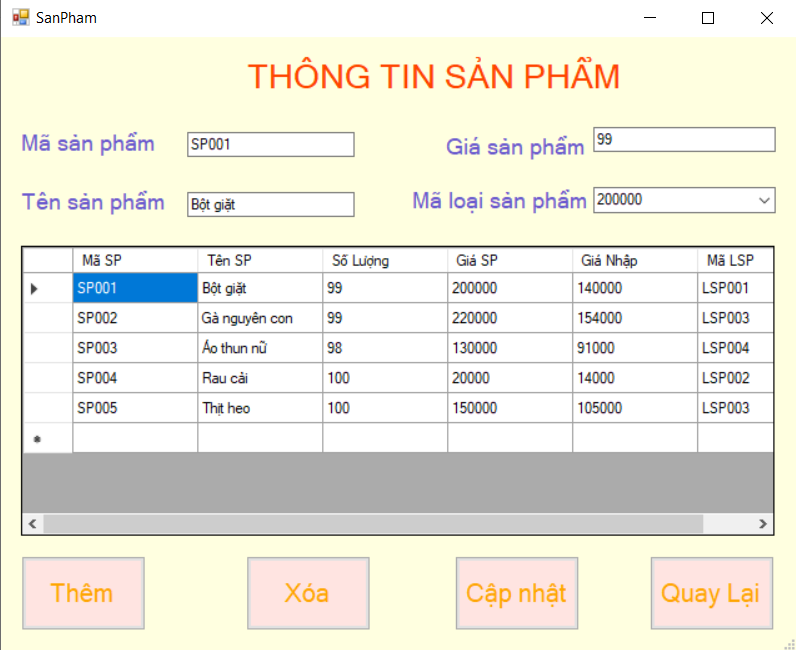 SanPham
THÔNG TIN SẢN PHẨM
Mã sản phẩm SP001 Giá sản phẩm 99
Tên sản phẩm Bột giặt Mã loại sản phẩm 200000
Mã SP Tên SP Số Lượng Giá SP Giá Nhập Mã LSP
SP001 Bột giặt 99 200000 140000 LSP001
SP002 Gà nguyên con 99 220000 154000 LSP003
SP003 Áo thun nữ 98 130000 91000 LSP004
SP004 Rau cải 100 20000 14000 LSP002
SP005 Thịt heo 100 150000 105000 LSP003
Thêm Xóa Cập nhật Quay Lại